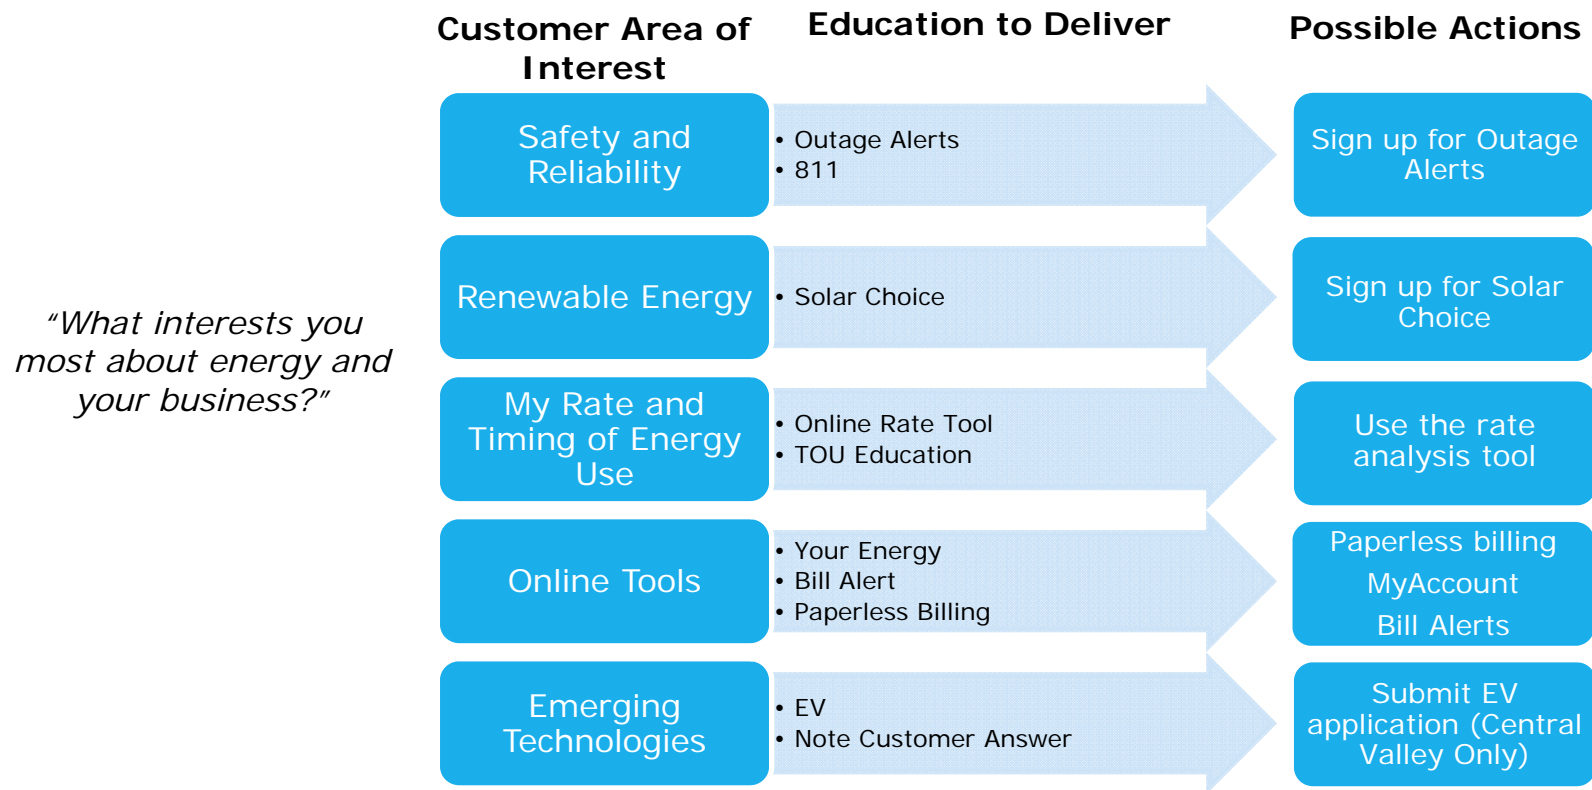 Customer Area of
Interest
Education to Deliver
Possible Actions
“What interests you
most about energy and
your business?”
Safety and
Reliability
• Outage Alerts
• 811
Sign up for Outage
Alerts
Renewable Energy
• Solar Choice
Sign up for Solar
Choice
My Rate and
Timing of Energy
Use
• Online Rate Tool
• TOU Education
Use the rate
analysis tool
Online Tools
• Your Energy
• Bill Alert
• Paperless Billing
Paperless billing
MyAccount
Bill Alerts
Emerging
Technologies
• EV
• Note Customer Answer
Submit EV
application (Central
Valley Only)